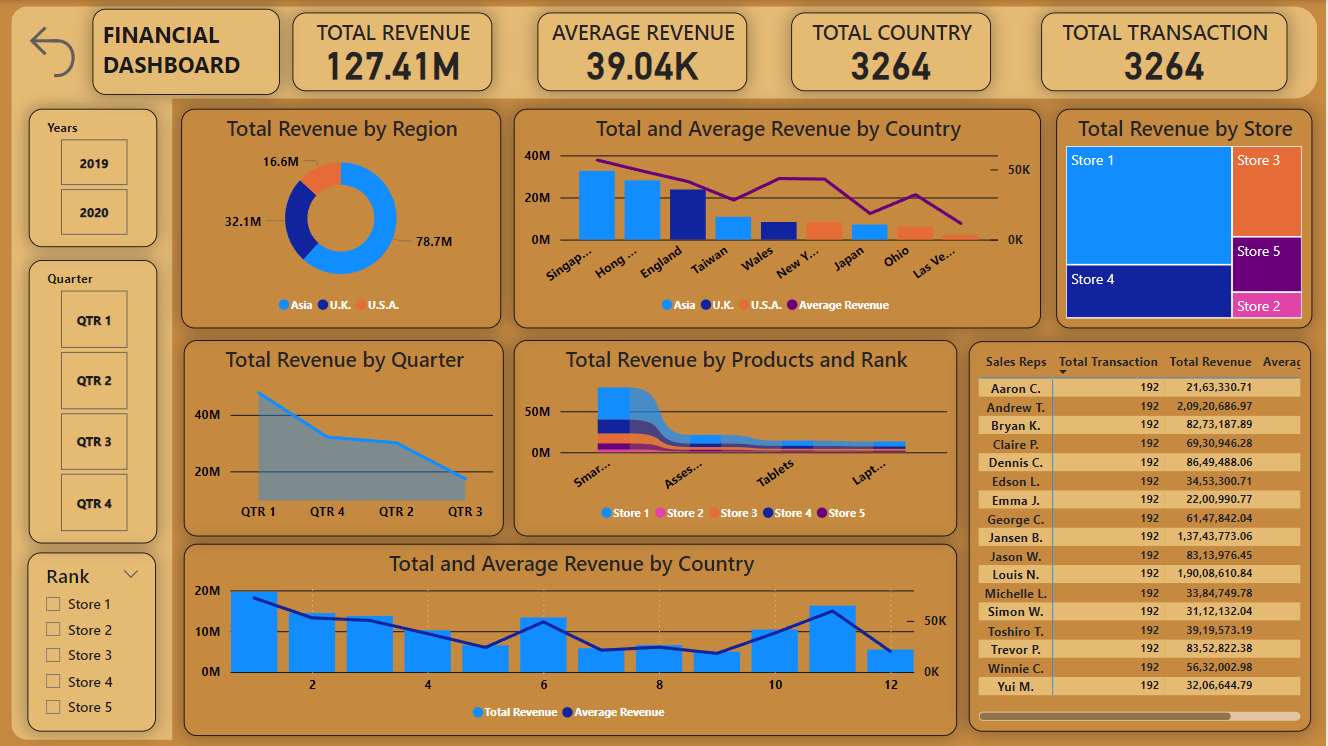 FINANCIAL
DASHBOARD
TOTAL REVENUE
127.41M
AVERAGE REVENUE
39.04K
TOTAL COUNTRY
3264
TOTAL TRANSACTION
3264
Years
2019
2020
Quarter
QTR 1
QTR 2
QTR 3
QTR 4
Rank
Store 1
Store 2
Store 3
Store 4
Store 5
Total Revenue by Region
16.6M
32.1M
78.7M
Asia U.K. U.S.A.
Total and Average Revenue by Country
40M
20M
0M
50K
0K
Singap... Hong ... England Taiwan Wales New Y... Japan Ohio Las Ve...
Asia U.K. U.S.A. Average Revenue
Total Revenue by Store
Store 1
Store 3
Store 5
Store 4
Store 2
Total Revenue by Quarter
40M
20M
QTR 1 QTR 4 QTR 2 QTR 3
Total Revenue by Products and Rank
50M
0M
Smar... Asses... Tablets Lapt...
Store 1 Store 2 Store 3 Store 4 Store 5
Total and Average Revenue by Country
20M
10M
0M
50K
0K
2 4 6 8 10 12
Total Revenue Average Revenue
Sales Reps Total Transaction Total Revenue Averag
Aaron C. 192 21,63,330.71
Andrew T. 192 2,09,20,686.97
Bryan K. 192 82,73,187.89
Claire P. 192 69,30,946.28
Dennis C. 192 86,49,488.06
Edson L. 192 34,53,300.71
Emma J. 192 22,00,990.77
George C. 192 61,47,842.04
Jansen B. 192 1,37,43,773.06
Jason W. 192 83,13,976.45
Louis N. 192 1,90,08,610.84
Michelle L. 192 33,84,749.78
Simon W. 192 31,12,132.04
Toshiro T. 192 39,19,573.19
Trevor P. 192 83,52,822.38
Winnie C. 192 56,32,002.98
Yui M. 192 32,06,644.79